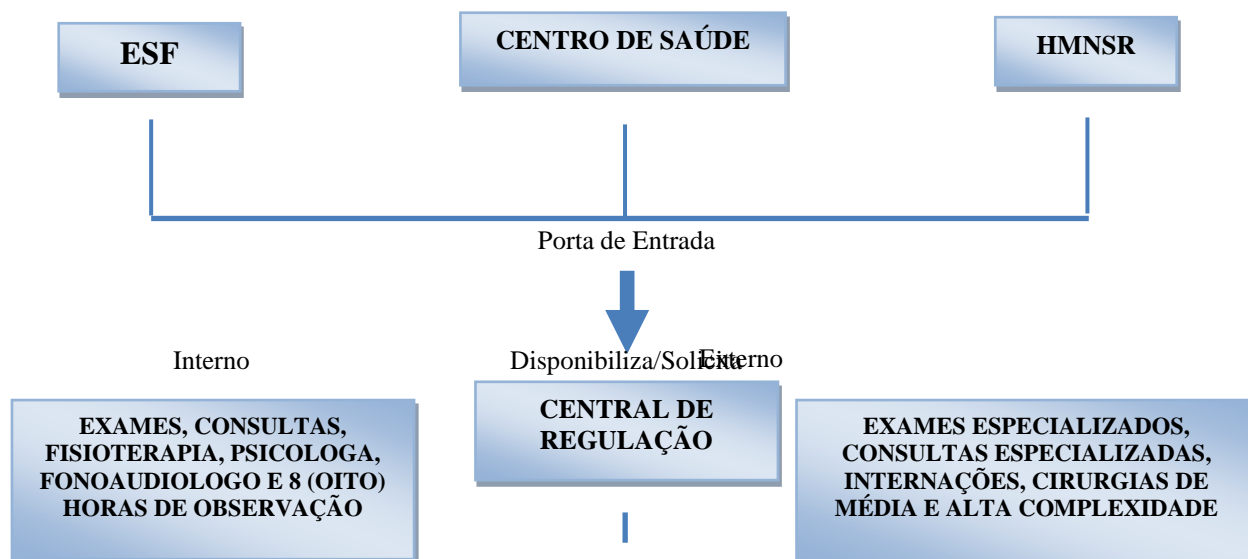 ESF
CENTRO DE SAÚDE
HMNSR
Porta de Entrada
Interno
Disponibiliza/Solicita
Externo
EXAMES, CONSULTAS,
FISIOTERAPIA, PSICOLOGA,
FONOAUDIOLOGO E 8 (OITO)
HORAS DE OBSERVAÇÃO
CENTRAL DE
REGULAÇÃO
EXAMES ESPECIALIZADOS,
CONSULTAS ESPECIALIZADAS,
INTERNAÇÕES, CIRURGIAS DE
MÉDIA E ALTA COMPLEXIDADE